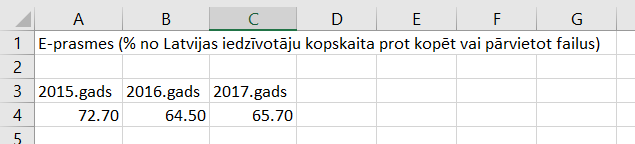 A B C D E F G
1 E-prasmes (% no Latvijas iedzīvotāju kopskaita prot kopēt vai pārvietot failus)
2
3 2015.gads 2016.gads 2017.gads
4 72.70 64.50 65.70
5